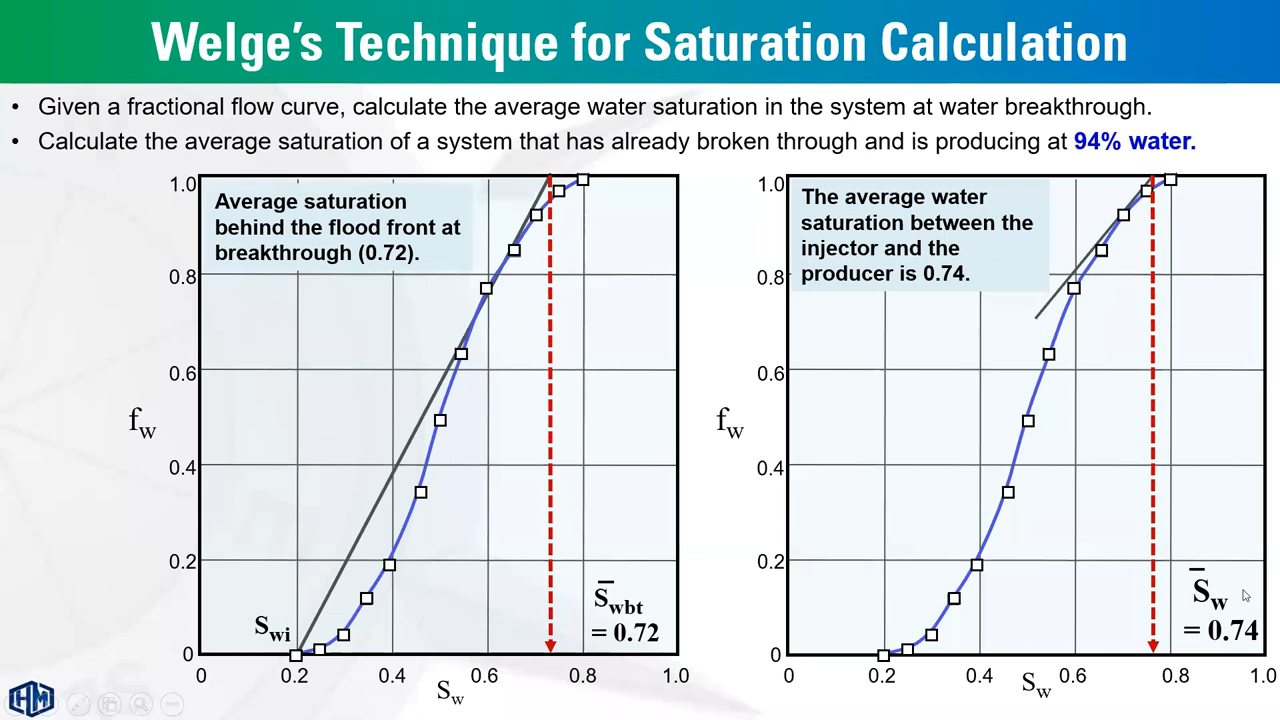 Welge's Technique for Saturation Calculation
• Given a fractional flow curve, calculate the average water saturation in the system at water breakthrough.
• Calculate the average saturation of a system that has already broken through and is producing at 94% water.
Average saturation
behind the flood front at
breakthrough (0.72).
1.0
0.8
0.6
0.4
0.2
0
fw
Swi
S̅wbt
= 0.72
0
0.2
0.4
0.6
0.8
1.0
Sw
The average water
saturation between the
injector and the
producer is 0.74.
1.0
0.8
0.6
0.4
0.2
0
fw
S̅w
= 0.74
0
0.2
0.4
0.6
0.8
1.0
Sw
HM